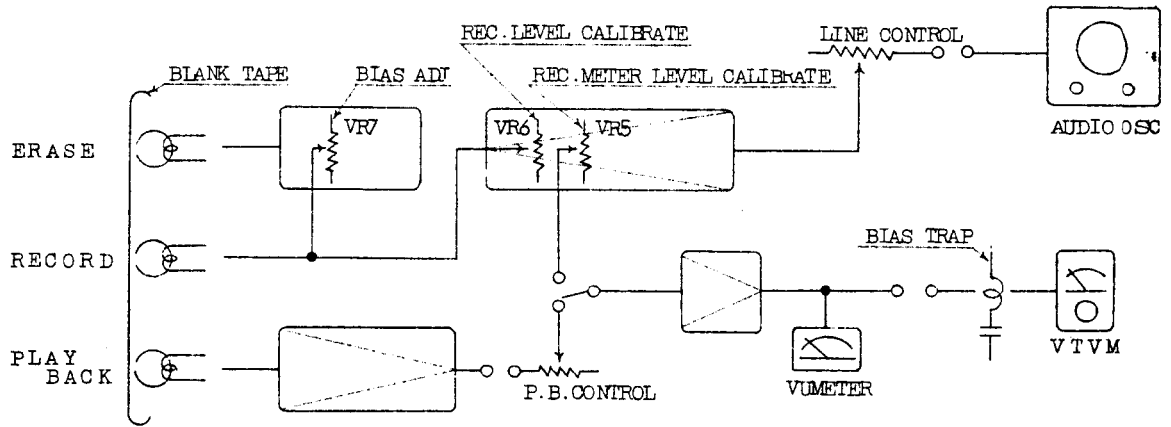 REC.LEVEL CALIBRATE
LINE CONTROL
BLANK TAPE
BIAS ADJ
REC.METER LEVEL CALIBRATE
VR7
VR6
VR5
AUDIO OSC
ERASE
RECORD
BIAS TRAP
PLAY
BACK
P.B.CONTROL
VUMETER
VTVM